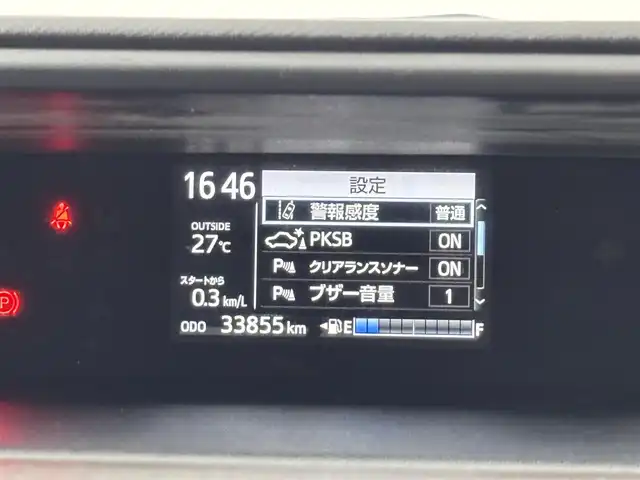 設定
16 46
警報感度 普通
OUTSIDE
27℃
PKSB ON
P クリアランスソナー ON
スタートから
0.3 km/L
P ブザー音量 1
ODO 33855 km
E F
P